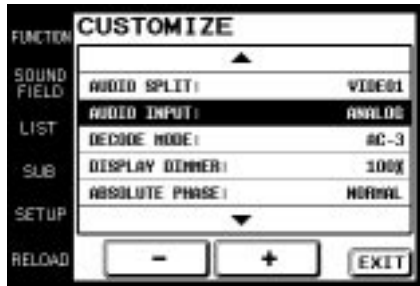 FUNCTION
SOUND FIELD
LIST
SUB
SETUP
RELOAD
CUSTOMIZE
AUDIO SPLIT: VIDEO1
AUDIO INPUT: ANALOG
DECODE MODE: AC-3
DISPLAY DIMMER: 100%
ABSOLUTE PHASE: NORMAL
- + EXIT